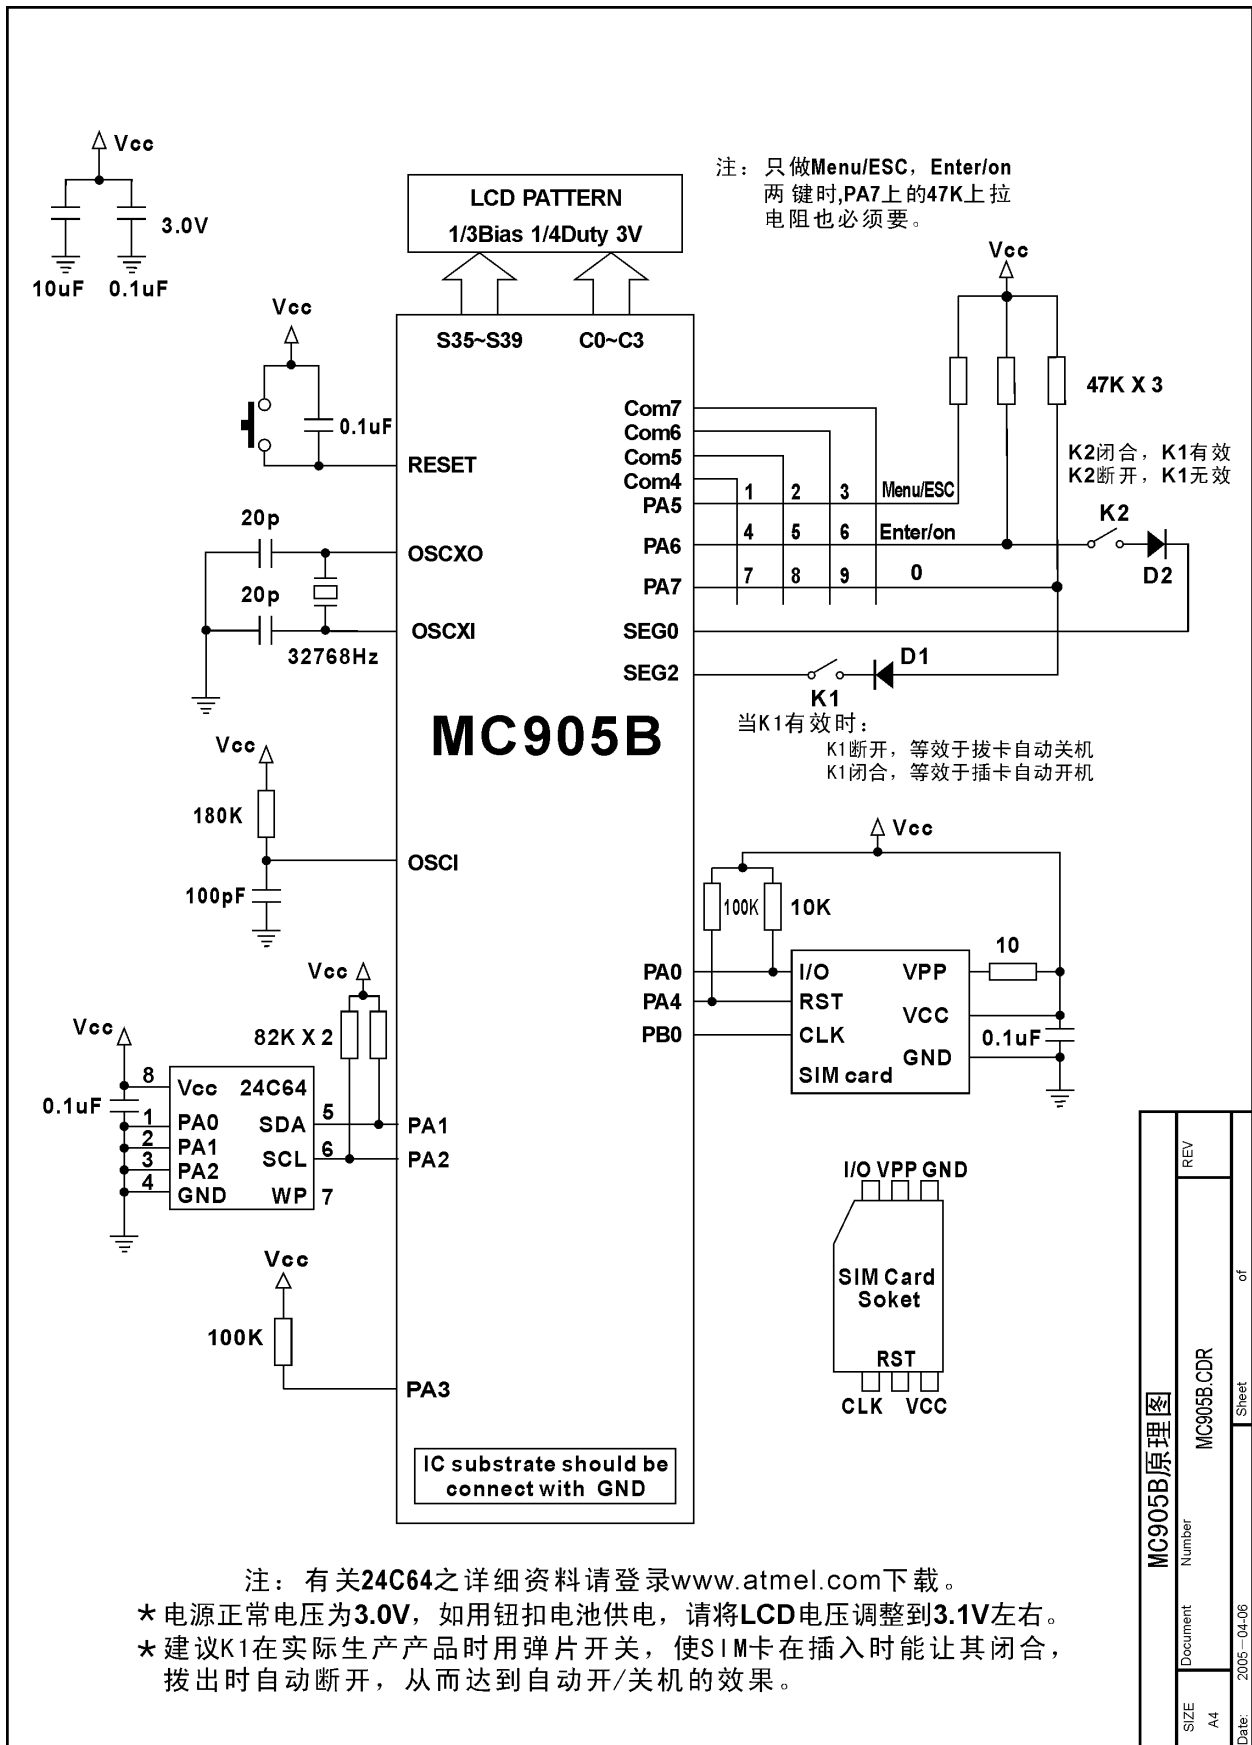 Vcc
3.0V
10uF
0.1uF
LCD PATTERN
1/3Bias 1/4Duty 3V
注：只做Menu/ESC，Enter/on
两键时,PA7上的47K上拉
电阻也必须要。
Vcc
Vcc
S35~S39
C0~C3
47K X 3
0.1uF
RESET
Com7
Com6
Com5
Com4
PA5
1
2
3
Menu/ESC
K2闭合，K1有效
K2断开，K1无效
20p
OSCXO
PA6
4
5
6
Enter/on
K2
D2
20p
PA7
7
8
9
0
OSCXI
SEG0
32768Hz
SEG2
D1
K1
MC905B
当K1有效时：
K1断开，等效于拔卡自动关机
K1闭合，等效于插卡自动开机
Vcc
180K
OSCI
100pF
Vcc
100K
10K
10
PA0
I/O
VPP
PA4
RST
VCC
PB0
CLK
0.1uF
GND
SIM card
Vcc
82K X 2
Vcc
8
Vcc
24C64
0.1uF
1
PA0
SDA
5
PA1
2
PA1
3
PA2
SCL
6
PA2
4
GND
WP
7
I/O VPP GND
SIM Card
Soket
RST
CLK VCC
Vcc
100K
PA3
IC substrate should be
connect with GND
注：有关24C64之详细资料请登录www.atmel.com下载。
★电源正常电压为3.0V，如用钮扣电池供电，请将LCD电压调整到3.1V左右。
★建议K1在实际生产产品时用弹片开关，使SIM卡在插入时能让其闭合，
拨出时自动断开，从而达到自动开/关机的效果。
MC905B原理图
SIZE
A4
Document Number
MC905B.CDR
REV
Date: 2005-04-06
Sheet of